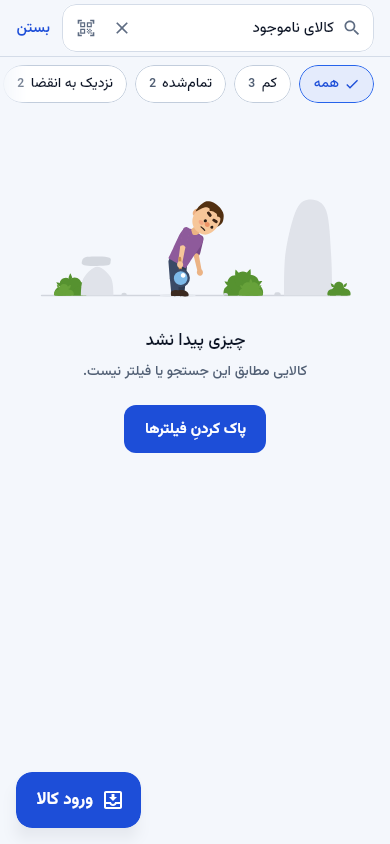 کالای ناموجود
بستن
همه
کم 3
تمام‌شده 2
نزدیک به انقضا 2
چیزی پیدا نشد
کالایی مطابق این جستجو یا فیلتر نیست.
پاک کردنِ فیلترها
ورود کالا